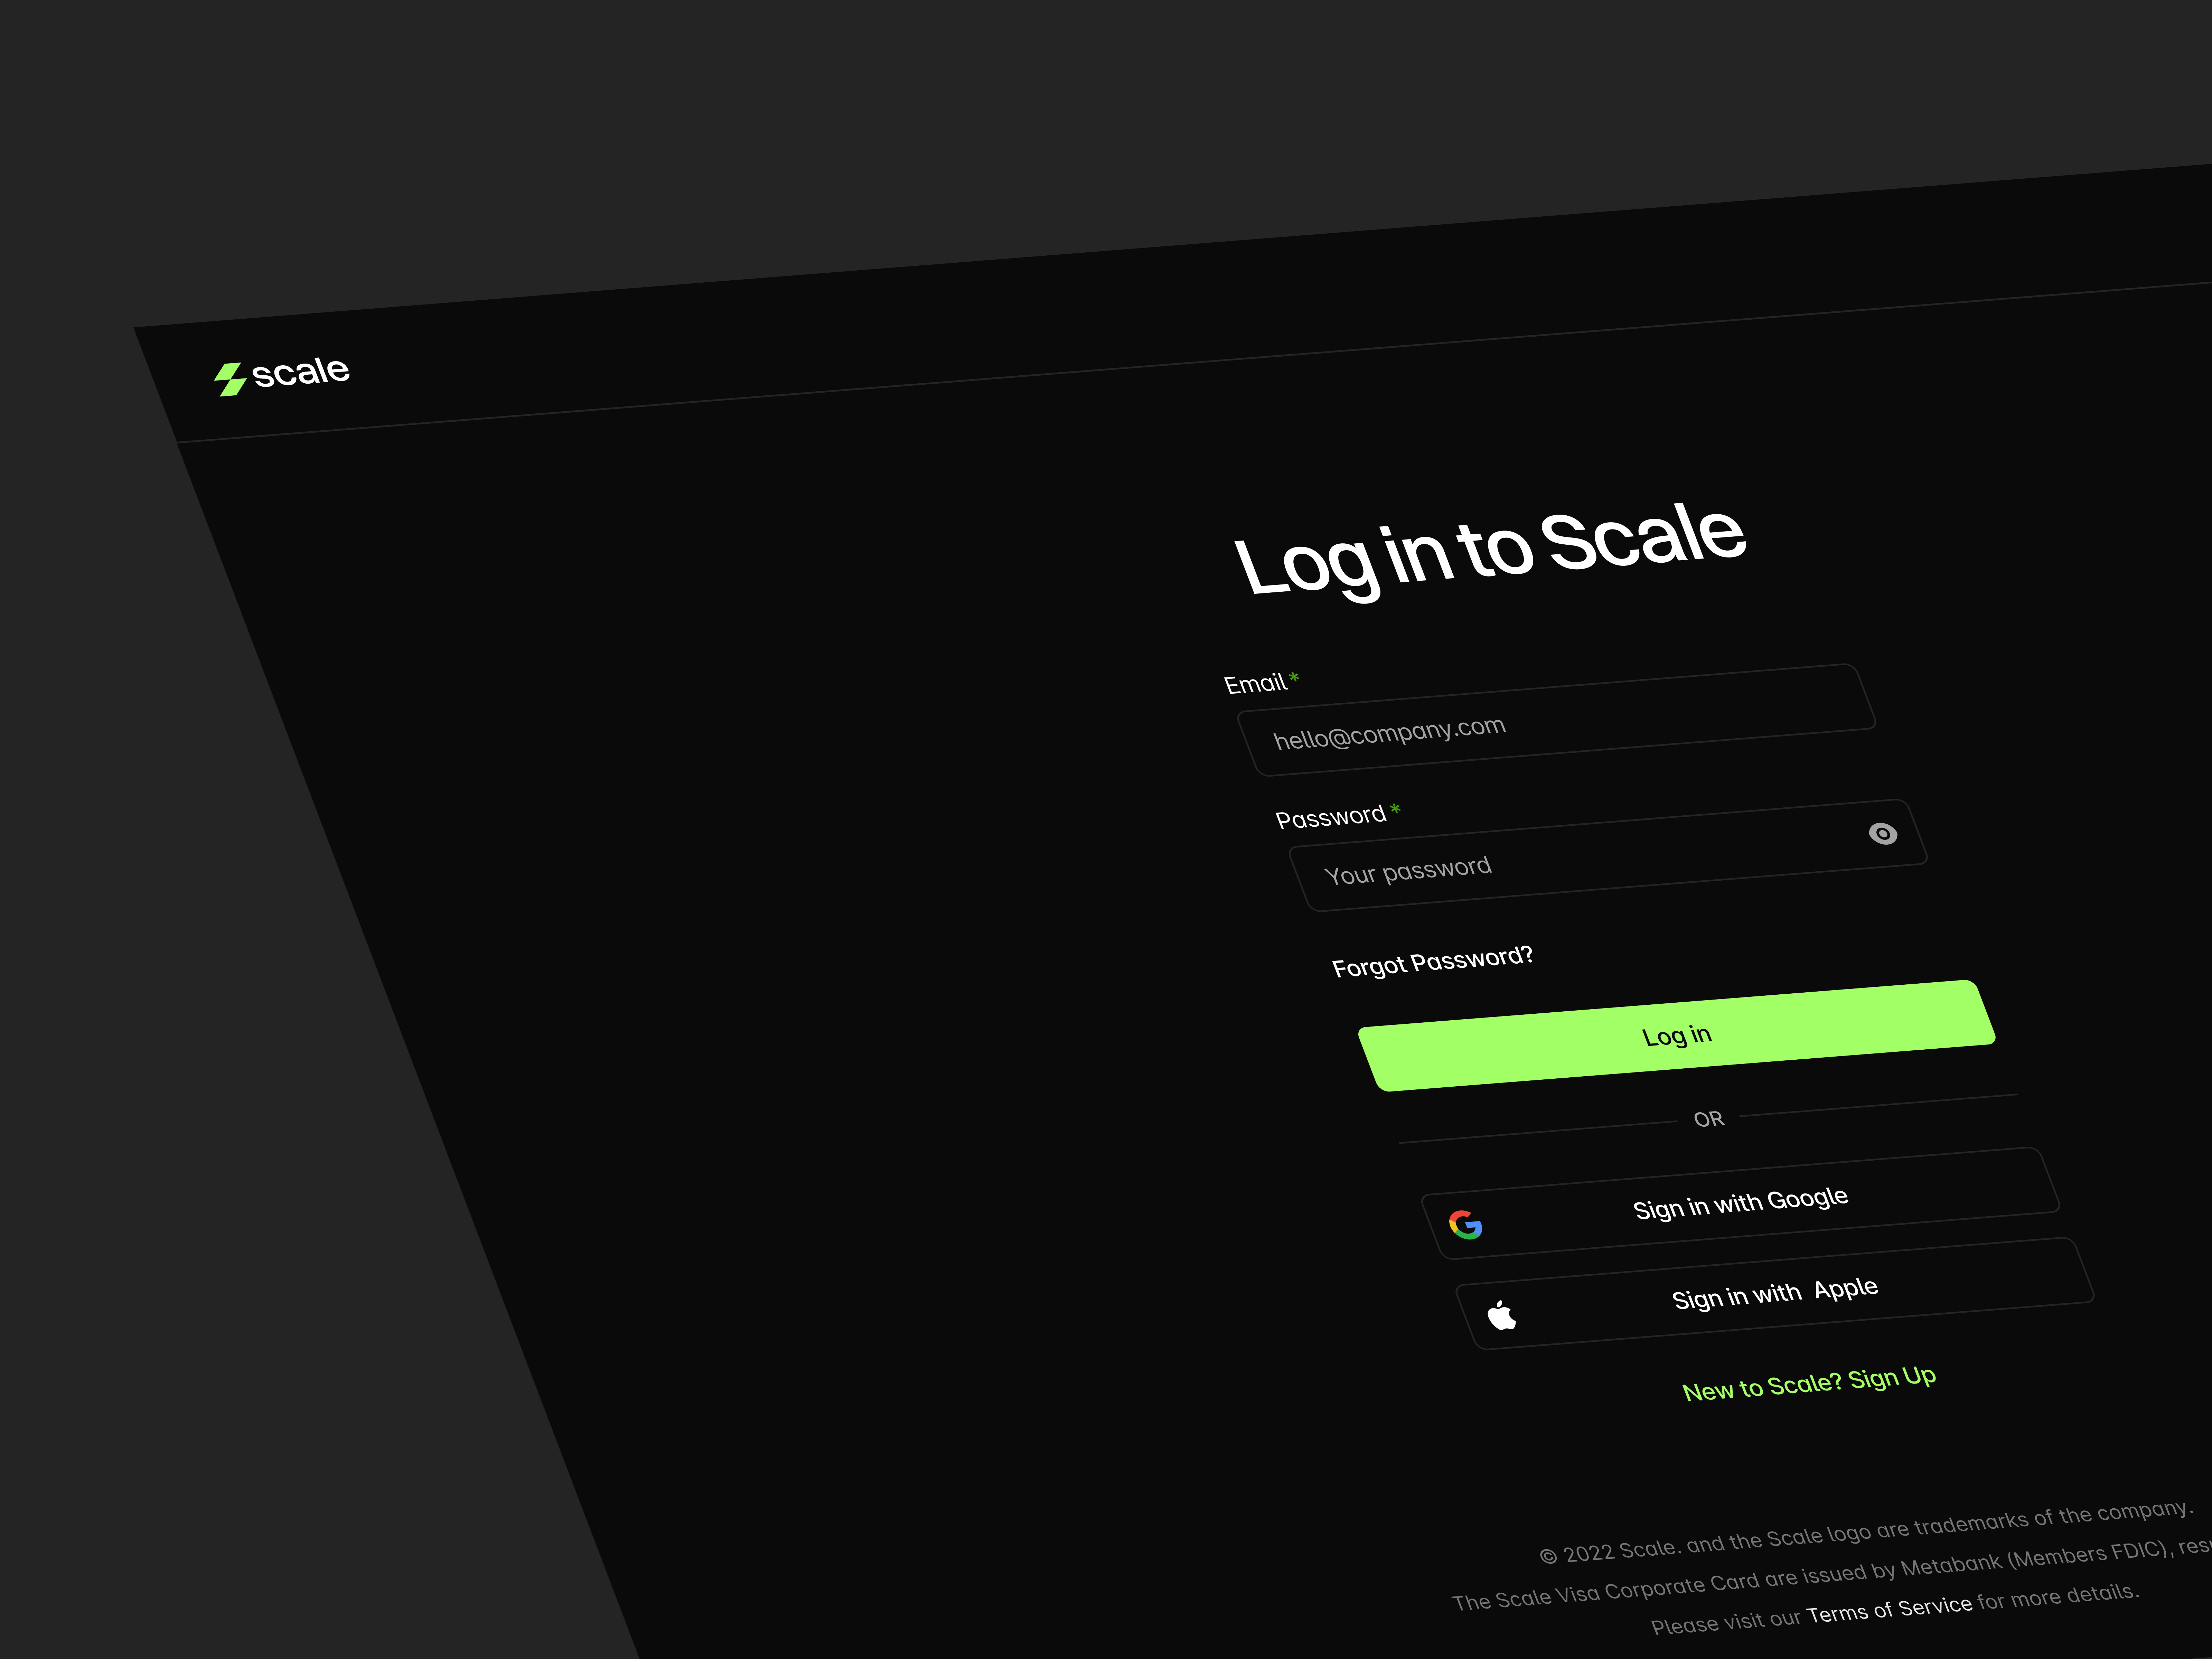 scale
Log in to Scale
Email *
hello@company.com
Password *
Your password
Forgot Password?
Log in
OR
Sign in with Google
Sign in with Apple
New to Scale? Sign Up
© 2022 Scale. and the Scale logo are trademarks of the company.
The Scale Visa Corporate Card are issued by Metabank (Members FDIC),
Please visit our Terms of Service for more details.